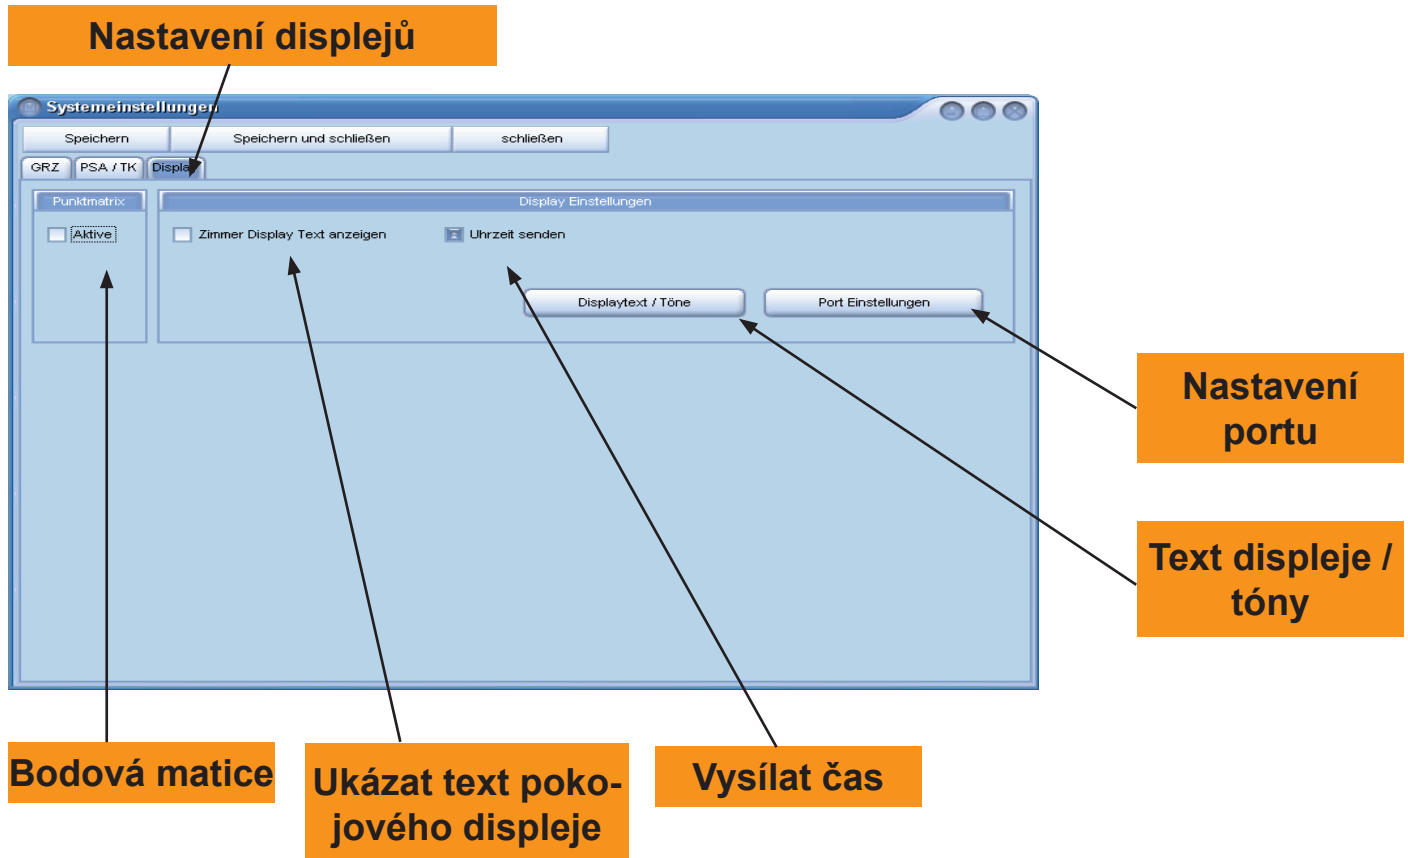 Nastavení displejů
Systemeinstellungen
Speichern
Speichern und schließen
schließen
GRZ
PSA / TK
Display
Punktmatrix
Display Einstellungen
Aktive
Zimmer Display Text anzeigen
Uhrzeit senden
Displaytext / Töne
Port Einstellungen
Nastavení
portu
Text displeje /
tóny
Bodová matice
Ukázat text poko-
jového displeje
Vysílat čas